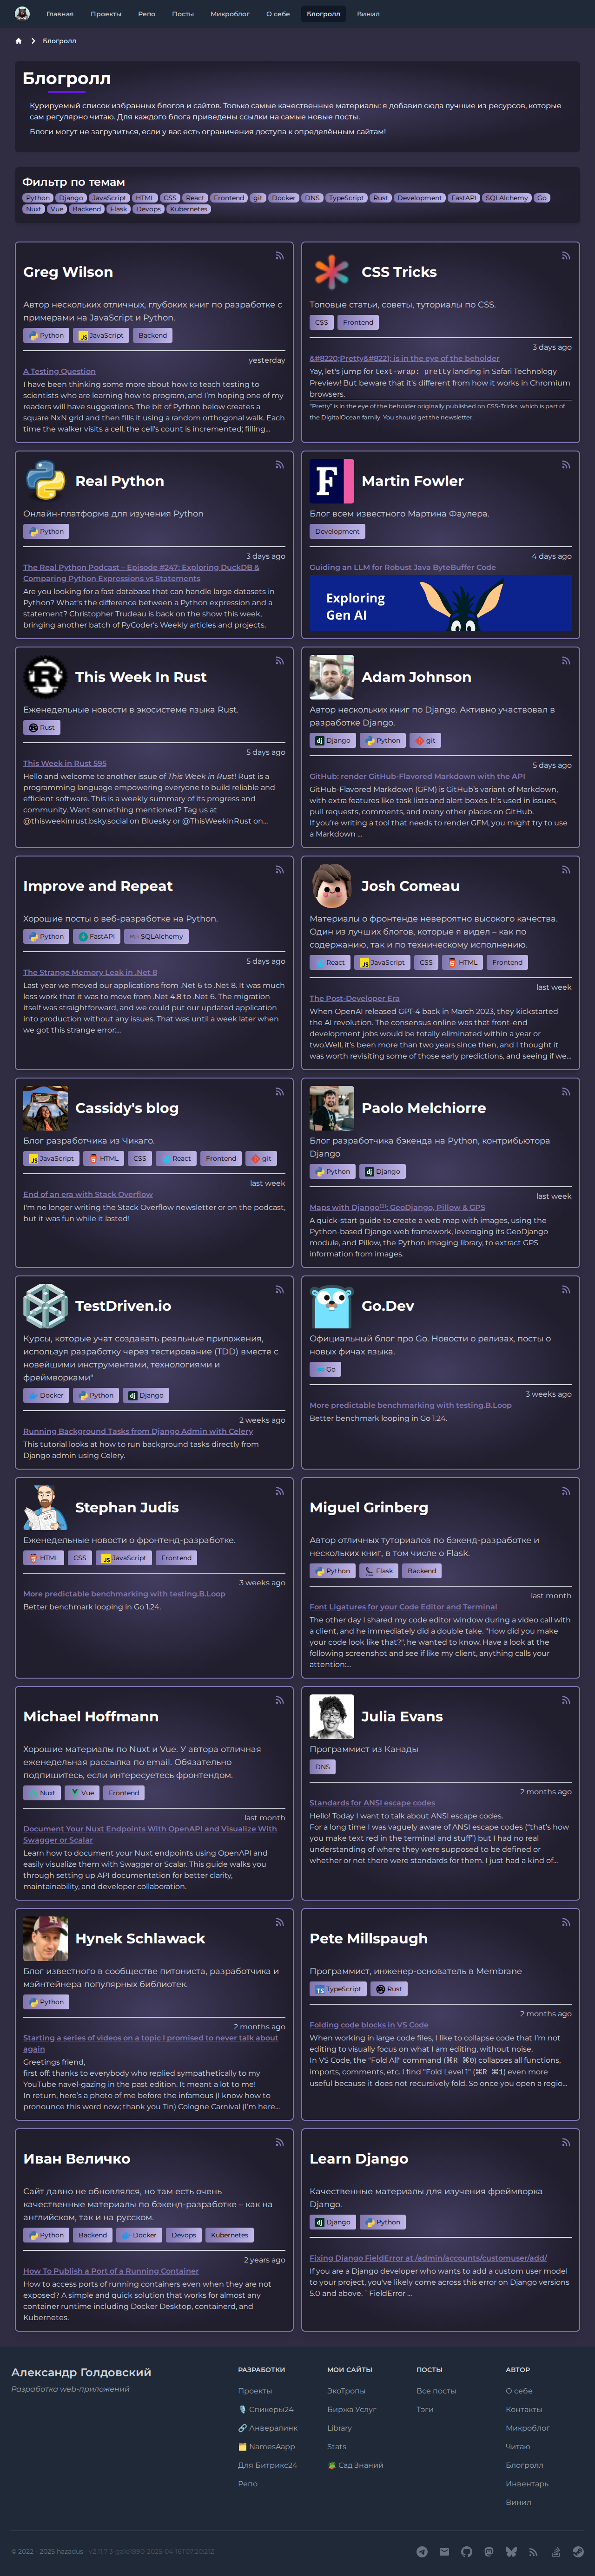 Главная Проекты Репо Посты Микроблог О себе Блогролл Винил
Блогролл
Блогролл
Курируемый список избранных блогов и сайтов. Только самые качественные материалы: я добавил сюда лучшие из ресурсов, которые
сам регулярно читаю. Для каждого блога приведены ссылки на самые новые посты.
Блоги могут не загрузиться, если у вас есть ограничения доступа к определённым сайтам!
Фильтр по темам
Python Django JavaScript HTML CSS React Frontend git Docker DNS TypeScript Rust Development FastAPI SQLAlchemy Go
Nuxt Vue Backend Flask Devops Kubernetes
Greg Wilson
Автор нескольких отличных, глубоких книг по разработке с
примерами на JavaScript и Python.
Python JavaScript Backend
yesterday
A Testing Question
I have been thinking some more about how to teach testing to
scientists who are learning how to program, and I'm hoping one of my
readers will have suggestions. The bit of Python below creates a
square NxN grid and then fills it using a random orthogonal walk. Each
time the walker visits a cell, the cell's count is incremented; filling...
CSS Tricks
Топовые статьи, советы, туториалы по CSS.
CSS Frontend
3 days ago
&#8220;Pretty&#8221; is in the eye of the beholder
Yay, let's jump for text-wrap: pretty landing in Safari Technology
Preview! But beware that it's different from how it works in Chromium
browsers.
"Pretty" is in the eye of the beholder originally published on CSS-Tricks, which is part of
the DigitalOcean family. You should get the newsletter.
Real Python
Онлайн-платформа для изучения Python
Python
3 days ago
The Real Python Podcast – Episode #247: Exploring DuckDB &
Comparing Python Expressions vs Statements
Are you looking for a fast database that can handle large datasets in
Python? What's the difference between a Python expression and a
statement? Christopher Trudeau is back on the show this week,
bringing another batch of PyCoder's Weekly articles and projects.
Martin Fowler
Блог всем известного Мартина Фаулера.
Development
4 days ago
Guiding an LLM for Robust Java ByteBuffer Code
Exploring
Gen AI
This Week In Rust
Еженедельные новости в экосистеме языка Rust.
Rust
5 days ago
This Week in Rust 595
Hello and welcome to another issue of This Week in Rust! Rust is a
programming language empowering everyone to build reliable and
efficient software. This is a weekly summary of its progress and
community. Want something mentioned? Tag us at
@thisweekinrust.bsky.social on Bluesky or @ThisWeekinRust on...
Adam Johnson
Автор нескольких книг по Django. Активно участвовал в
разработке Django.
Django Python git
5 days ago
GitHub: render GitHub-Flavored Markdown with the API
GitHub-Flavored Markdown (GFM) is GitHub's variant of Markdown,
with extra features like task lists and alert boxes. It's used in issues,
pull requests, comments, and many other places on GitHub.
If you're writing a tool that needs to render GFM, you might try to use
a Markdown ...
Improve and Repeat
Хорошие посты о веб-разработке на Python.
Python FastAPI SQLAlchemy
5 days ago
The Strange Memory Leak in .Net 8
Last year we moved our applications from .Net 6 to .Net 8. It was much
less work that it was to move from .Net 4.8 to .Net 6. The migration
itself was straightforward, and we could put our updated application
into production without any issues. That was until a week later when
we got this strange error:...
Josh Comeau
Материалы о фронтенде невероятно высокого качества.
Один из лучших блогов, которые я видел – как по
содержанию, так и по техническому исполнению.
React JavaScript CSS HTML Frontend
last week
The Post-Developer Era
When OpenAI released GPT-4 back in March 2023, they kickstarted
the AI revolution. The consensus online was that front-end
development jobs would be totally eliminated within a year or
two.Well, it's been more than two years since then, and I thought it
was worth revisiting some of those early predictions, and seeing if we...
Cassidy's blog
Блог разработчика из Чикаго.
JavaScript HTML CSS React Frontend git
last week
End of an era with Stack Overflow
I'm no longer writing the Stack Overflow newsletter or on the podcast,
but it was fun while it lasted!
Paolo Melchiorre
Блог разработчика бэкенда на Python, контрибьютора
Django
Python Django
last week
Maps with Django⁽³⁾: GeoDjango, Pillow & GPS
A quick-start guide to create a web map with images, using the
Python-based Django web framework, leveraging its GeoDjango
module, and Pillow, the Python imaging library, to extract GPS
information from images.
TestDriven.io
Курсы, которые учат создавать реальные приложения,
используя разработку через тестирование (TDD) вместе с
новейшими инструментами, технологиями и
фреймворками"
Docker Python Django
2 weeks ago
Running Background Tasks from Django Admin with Celery
This tutorial looks at how to run background tasks directly from
Django admin using Celery.
Go.Dev
Официальный блог про Go. Новости о релизах, посты о
новых фичах языка.
Go
3 weeks ago
More predictable benchmarking with testing.B.Loop
Better benchmark looping in Go 1.24.
Stephan Judis
Еженедельные новости о фронтенд-разработке.
HTML CSS JavaScript Frontend
3 weeks ago
More predictable benchmarking with testing.B.Loop
Better benchmark looping in Go 1.24.
Miguel Grinberg
Автор отличных туториалов по бэкенд-разработке и
нескольких книг, в том числе о Flask.
Python Flask Backend
last month
Font Ligatures for your Code Editor and Terminal
The other day I shared my code editor window during a video call with
a client, and he immediately did a double take. "How did you make
your code look like that?", he wanted to know. Have a look at the
following screenshot and see if like my client, anything calls your
attention:...
Michael Hoffmann
Хорошие материалы по Nuxt и Vue. У автора отличная
еженедельная рассылка по email. Обязательно
подпишитесь, если интересуетесь фронтендом.
Nuxt Vue Frontend
last month
Document Your Nuxt Endpoints With OpenAPI and Visualize With
Swagger or Scalar
Learn how to document your Nuxt endpoints using OpenAPI and
easily visualize them with Swagger or Scalar. This guide walks you
through setting up API documentation for better clarity,
maintainability, and developer collaboration.
Julia Evans
Программист из Канады
DNS
2 months ago
Standards for ANSI escape codes
Hello! Today I want to talk about ANSI escape codes.
For a long time I was vaguely aware of ANSI escape codes ("that's how
you make text red in the terminal and stuff") but I had no real
understanding of where they were supposed to be defined or
whether or not there were standards for them. I just had a kind of...
Hynek Schlawack
Блог известного в сообществе питониста, разработчика и
мэйнтейнера популярных библиотек.
Python
2 months ago
Starting a series of videos on a topic I promised to never talk about
again
Greetings friend,
first off: thanks to everybody who replied sympathetically to my
YouTube navel-gazing in the past edition. It meant a lot to me!
In return, here's a photo of me before the infamous (I know how to
pronounce this word now; thank you Tin) Cologne Carnival (I'm here...
Pete Millspaugh
Программист, инженер-основатель в Membrane
TypeScript Rust
2 months ago
Folding code blocks in VS Code
When working in large code files, I like to collapse code that I'm not
editing to visually focus on what I am editing, without noise.
In VS Code, the "Fold All" command (⌘R ⌘0) collapses all functions,
imports, comments, etc. I find "Fold Level 1" (⌘R ⌘1) even more
useful because it does not recursively fold. So once you open a regio...
Иван Величко
Сайт давно не обновлялся, но там есть очень
качественные материалы по бэкенд-разработке – как на
английском, так и на русском.
Python Backend Docker Devops Kubernetes
2 years ago
How To Publish a Port of a Running Container
How to access ports of running containers even when they are not
exposed? A simple and quick solution that works for almost any
container runtime including Docker Desktop, containerd, and
Kubernetes.
Learn Django
Качественные материалы для изучения фреймворка
Django.
Django Python
Fixing Django FieldError at /admin/accounts/customuser/add/
If you are a Django developer who wants to add a custom user model
to your project, you've likely come across this error on Django versions
5.0 and above. `FieldError ...
Александр Голдовский
Разработка web-приложений
РАЗРАБОТКИ
Проекты
Спикеры24
Анвералинк
NamesAapp
Для Битрикс24
Репо
МОИ САЙТЫ
ЭкоТропы
Биржа Услуг
Library
Stats
Сад Знаний
ПОСТЫ
Все посты
Тэги
АВТОР
О себе
Контакты
Микроблог
Читаю
Блогролл
Инвентарь
Винил
© 2022 - 2025 hazadus